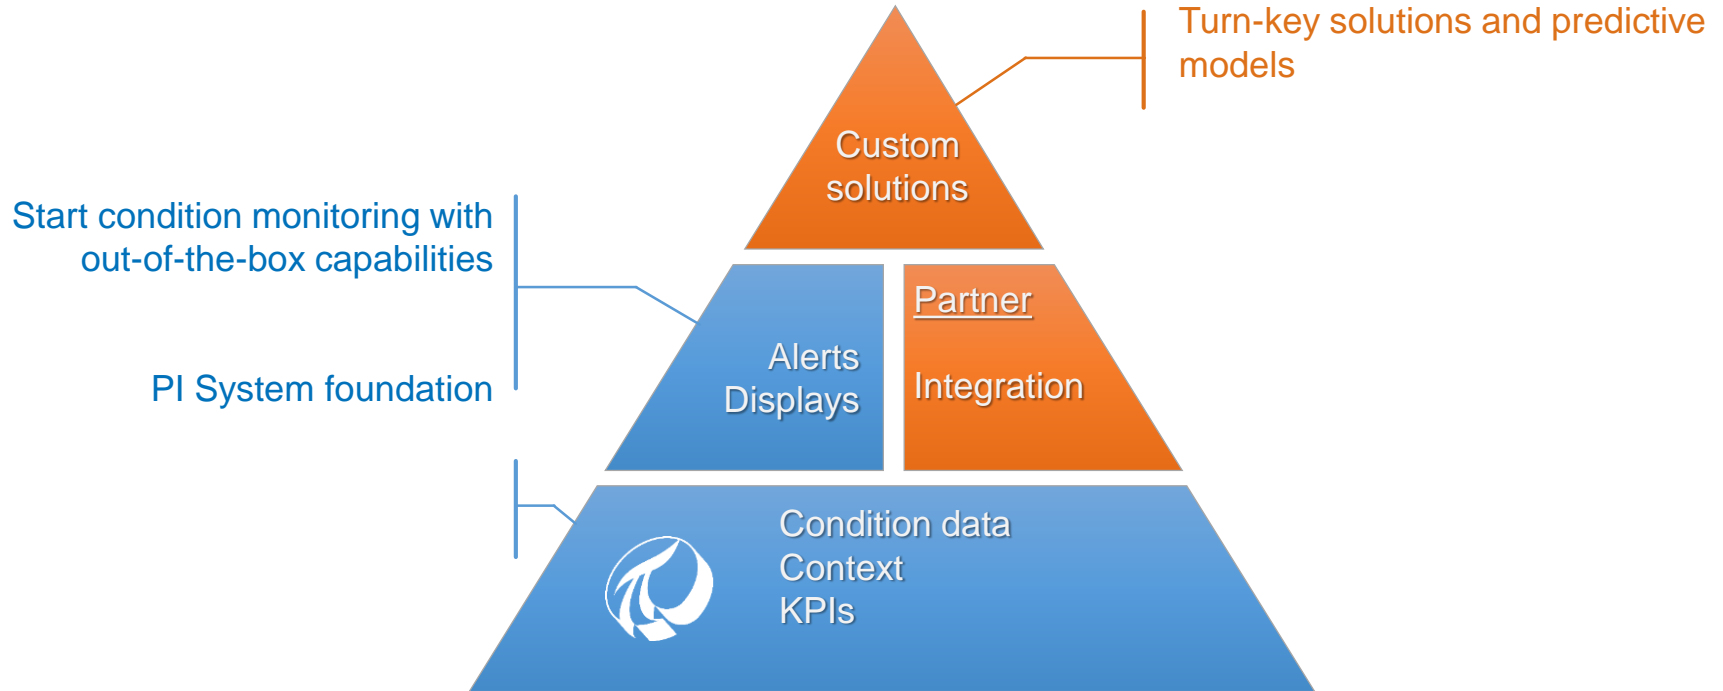 Turn-key solutions and predictive
models
Custom
solutions
Start condition monitoring with
out-of-the-box capabilities
PI System foundation
Alerts
Displays
Partner
Integration
Condition data
Context
KPIs